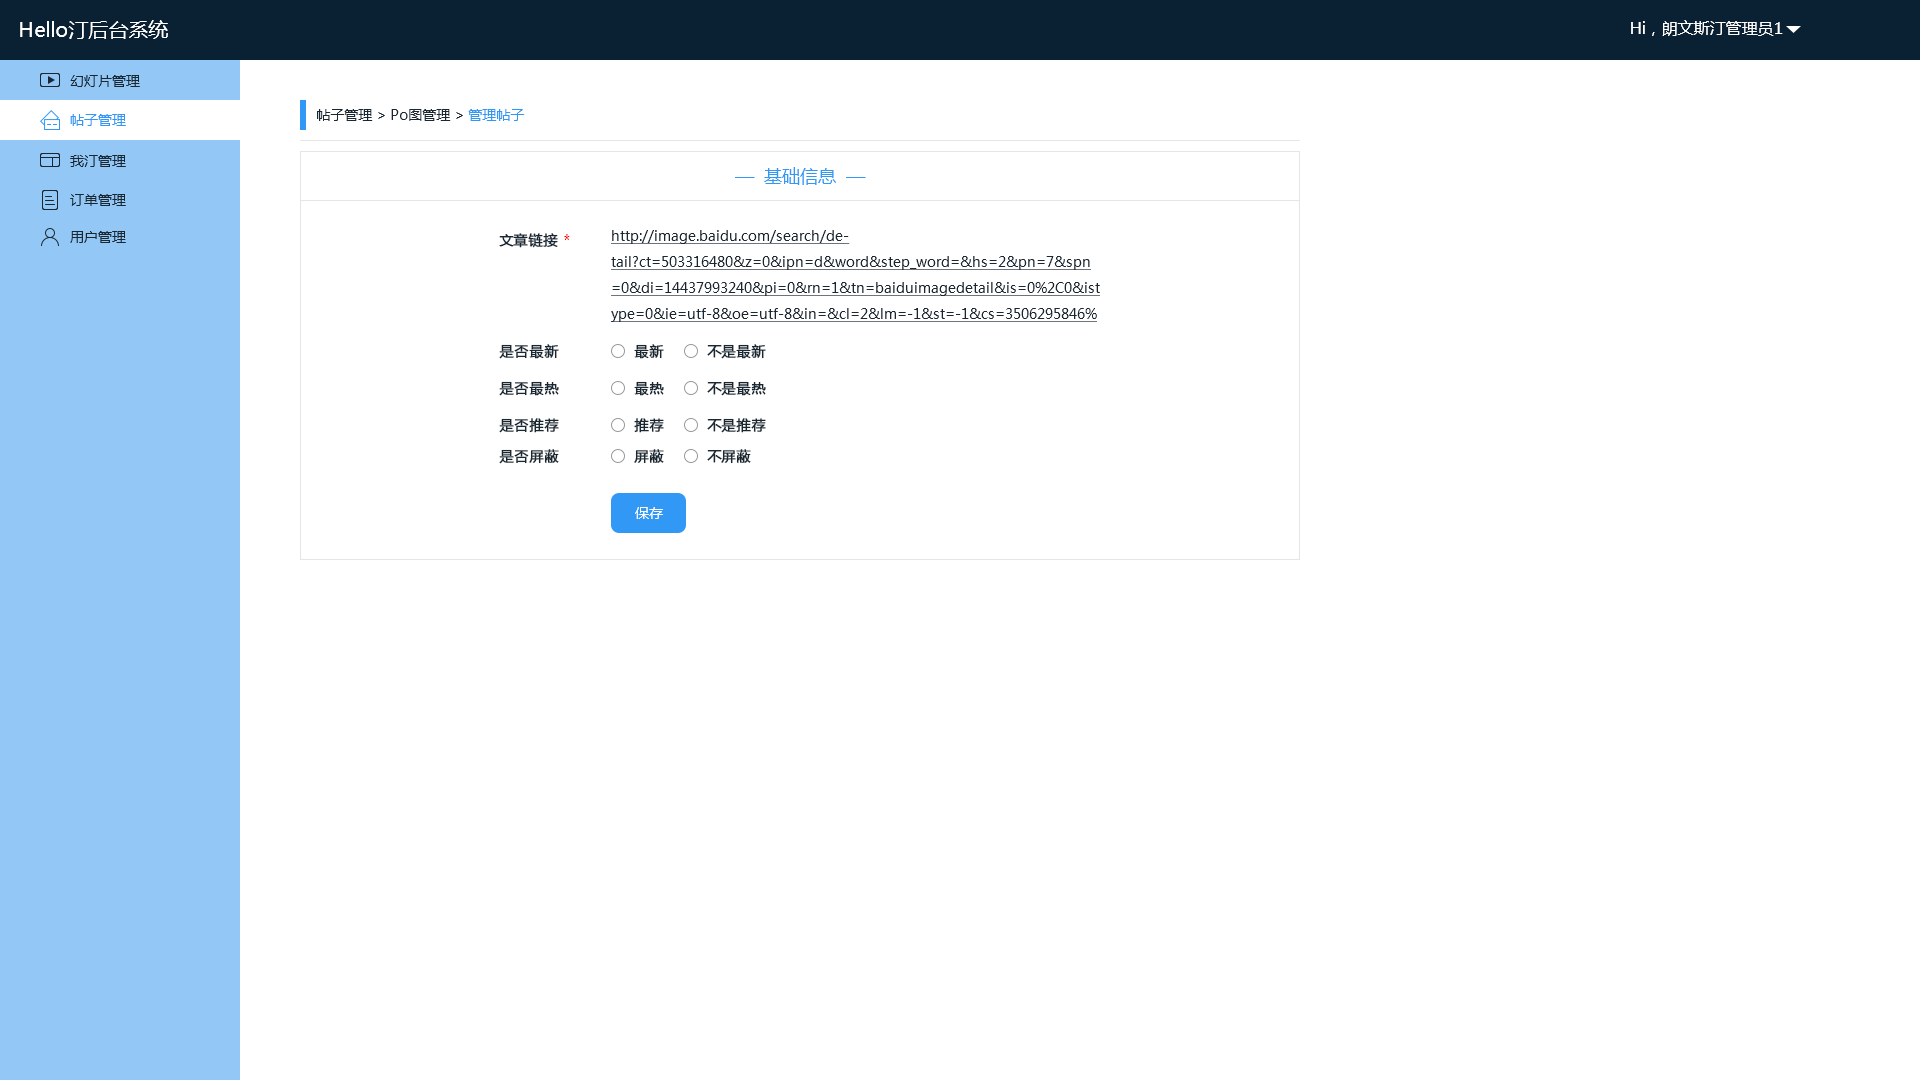 Hello汀后台系统
Hi，朗文斯汀管理员1
幻灯片管理
帖子管理
我汀管理
订单管理
用户管理
帖子管理 > Po图管理 > 管理帖子
— 基础信息 —
文章链接 *
http://image.baidu.com/search/de-
tail?ct=503316480&z=0&ipn=d&word&step_word=&hs=2&pn=7&spn
=0&di=14437993240&pi=0&rn=1&tn=baiduimagedetail&is=0%2C0&ist
ype=0&ie=utf-8&oe=utf-8&in=&cl=2&lm=-1&st=-1&cs=3506295846%
是否最新 最新 不是最新
是否最热 最热 不是最热
是否推荐 推荐 不是推荐
是否屏蔽 屏蔽 不屏蔽
保存